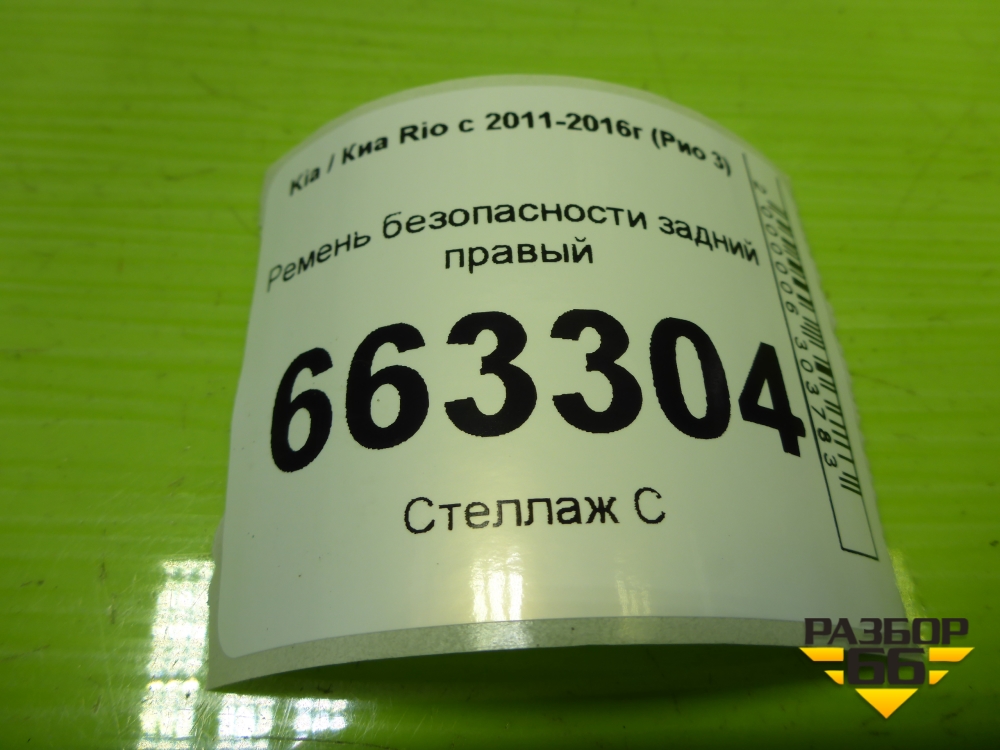 Kia / Киа Rio с 2011-2016г (Рио 3)
Ремень безопасности задний
правый
663304
Стеллаж С
2000006303783
РАЗБОР
66